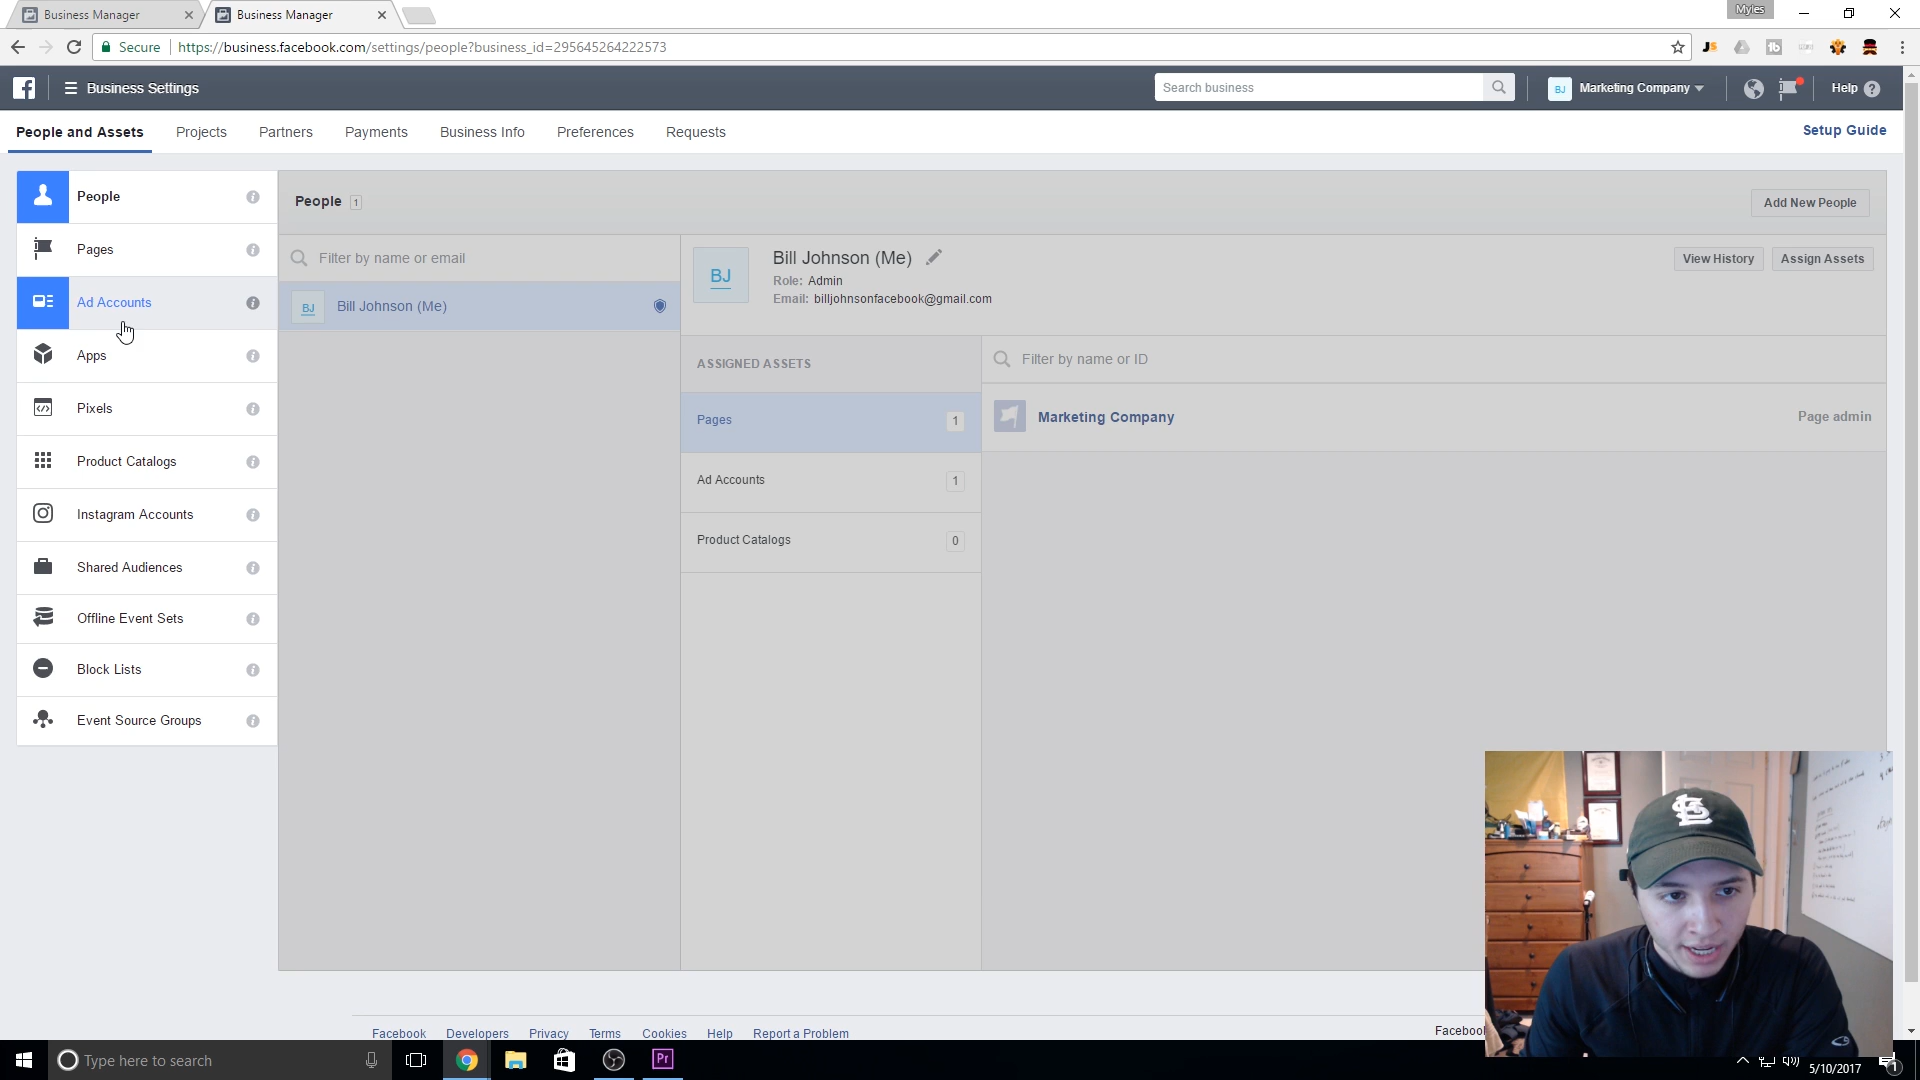 Business Manager
Business Manager
Myles
Secure
https://business.facebook.com/settings/people?business_id=295645264222573
Business Settings
Search business
BJ
Marketing Company
Help
People and Assets
Projects
Partners
Payments
Business Info
Preferences
Requests
Setup Guide
People
Pages
Ad Accounts
Apps
Pixels
Product Catalogs
Instagram Accounts
Shared Audiences
Offline Event Sets
Block Lists
Event Source Groups
People 1
Add New People
Filter by name or email
BJ
Bill Johnson (Me)
BJ
Bill Johnson (Me)
Role: Admin
Email: billjohnsonfacebook@gmail.com
View History
Assign Assets
ASSIGNED ASSETS
Pages 1
Ad Accounts 1
Product Catalogs 0
Filter by name or ID
Marketing Company
Page admin
Facebook
Developers
Privacy
Terms
Cookies
Help
Report a Problem
Type here to search
Pr
5/10/2017
1